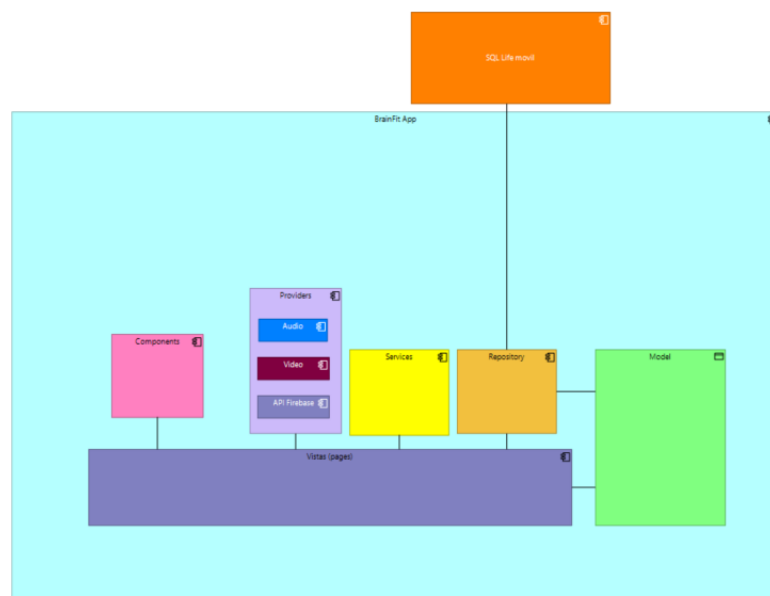 SQL Life movil
BrainFit App
Providers
Audio
Video
API Firebase
Components
Services
Repository
Model
Vistas (pages)